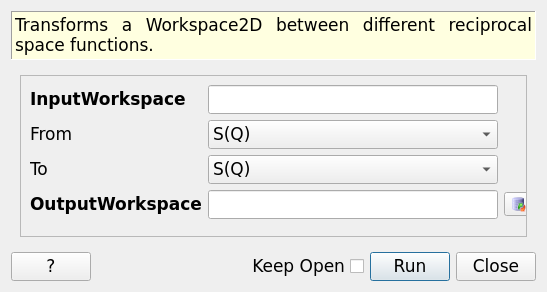 Transforms a Workspace2D between different reciprocal
space functions.
InputWorkspace
From S(Q)
To S(Q)
OutputWorkspace
? Keep Open Run Close